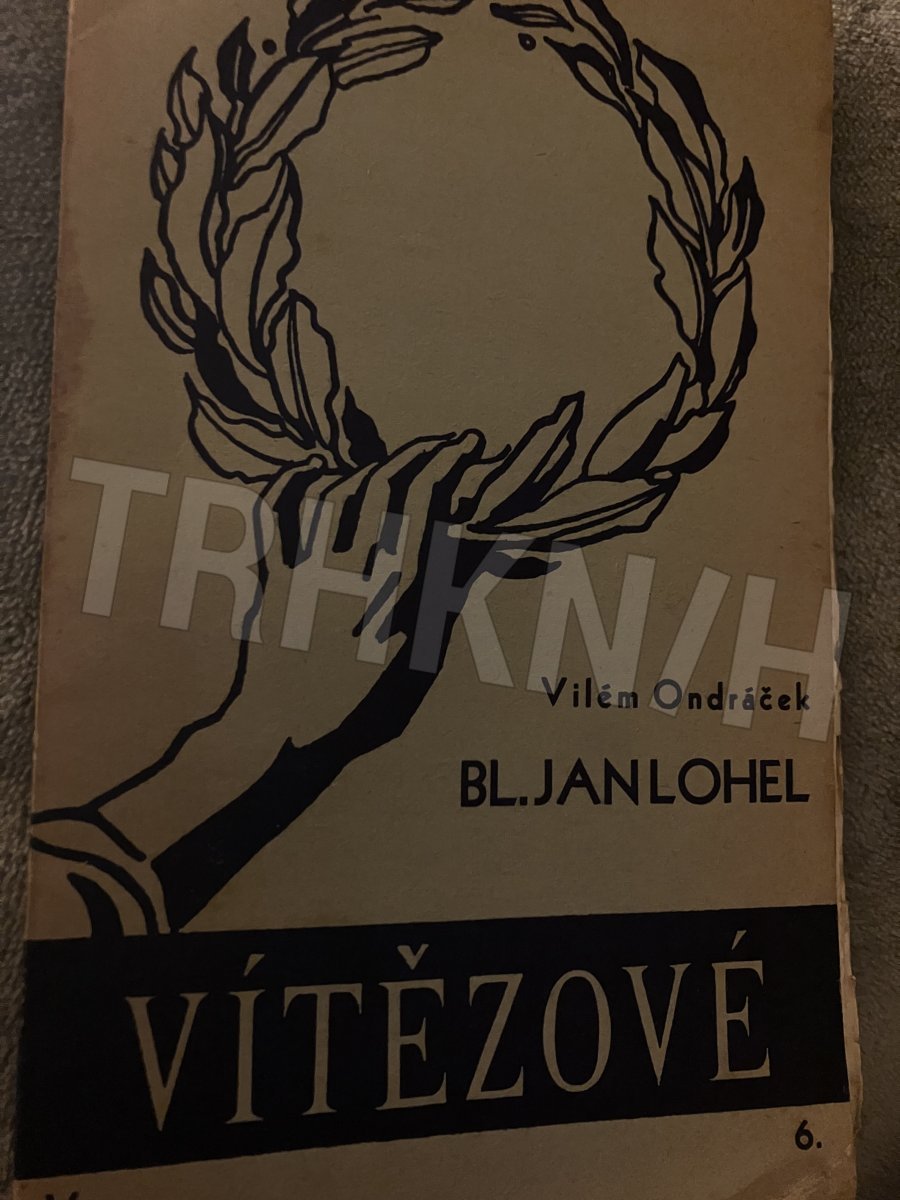 TRHKNIH
Vilém Ondráček
BL. JAN LOHEL
VÍTĚZOVÉ
6.